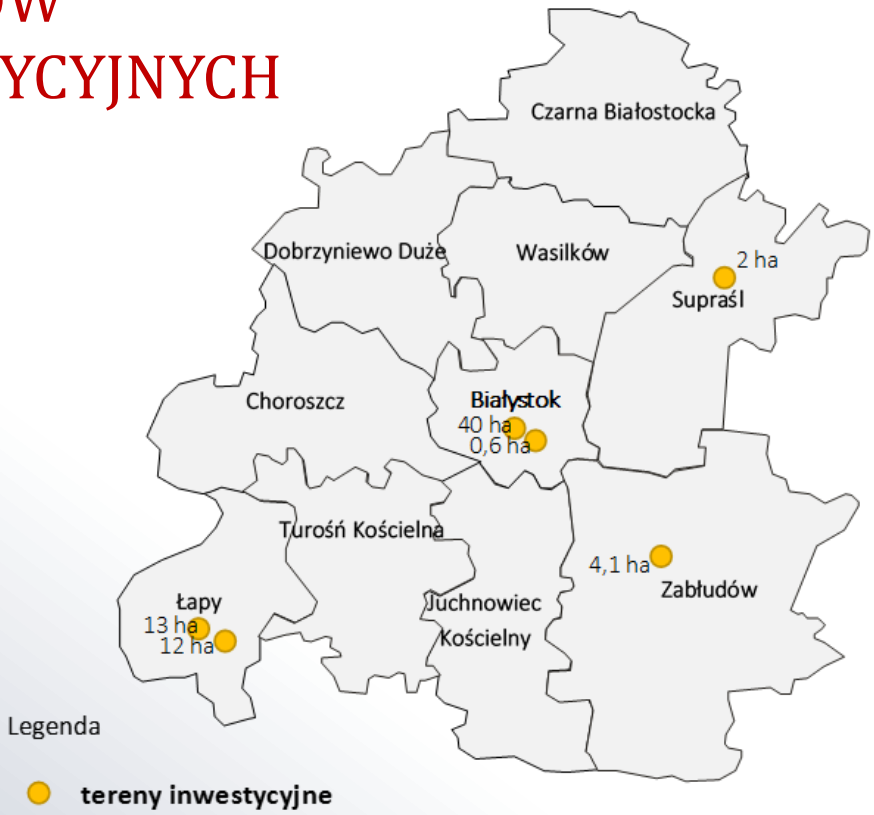 YCYJNYCH
Czarna Białostocka
Dobrzyniewo Duże
Wasilków
2 ha
Supraśl
Choroszcz
Białystok
40 ha
0,6 ha
Turośń Kościelna
4,1 ha
Zabłudów
Łapy
13 ha
12 ha
Juchnowiec
Kościelny
Legenda
tereny inwestycyjne